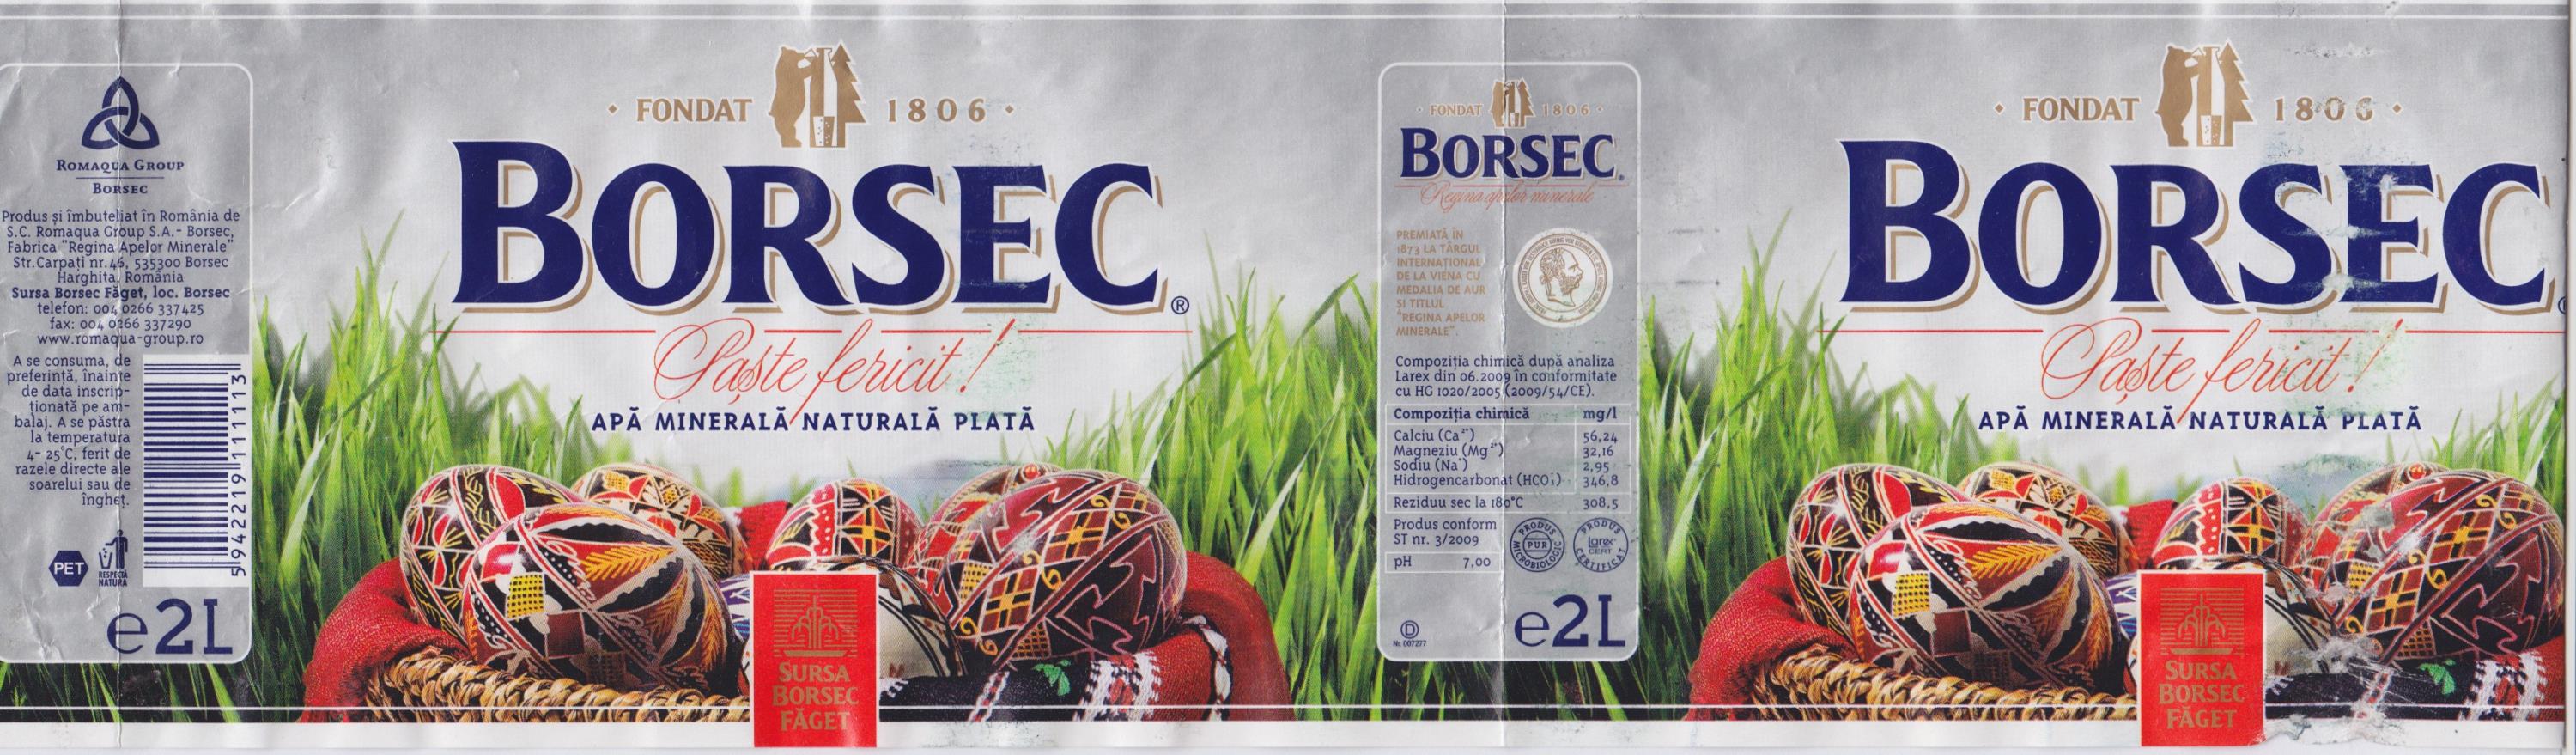 ROMAQUA GROUP
BORSEC
Produs și îmbuteliat în România de
S.C. Romaqua Group S.A.- Borsec,
Fabrica "Regina Apelor Minerale"
Str.Carpați nr.46, 535300 Borsec
Harghita, România
Sursa Borsec Făget, loc. Borsec
telefon: 004 0266 337425
fax: 004 0266 337290
www.romaqua-group.ro
A se consuma, de
preferință, înainte
de data inscrip-
ționată pe am-
balaj. A se păstra
la temperatura
4- 25°C, ferit de
razele directe ale
soarelui sau de
îngheț.
5942219111113
PET
RESPECTĂ
NATURA
e2L
FONDAT 1806
BORSEC®
Paște fericit!
APĂ MINERALĂ NATURALĂ PLATĂ
SURSA
BORSEC
FĂGET
FONDAT 1806
BORSEC®
Regina apelor minerale
PREMIATĂ ÎN
1873 LA TÂRGUL
INTERNAȚIONAL
DE LA VIENA CU
MEDALIA DE AUR
ȘI TITLUL
"REGINA APELOR
MINERALE".
Compoziția chimică după analiza
Larex din 06.2009 în conformitate
cu HG 1020/2005 (2009/54/CE).
Compoziția chimică mg/l
Calciu (Ca²⁺) 56,24
Magneziu (Mg²⁺) 32,16
Sodiu (Na⁺) 2,95
Hidrogencarbonat (HCO₃⁻) 346,8
Reziduu sec la 180°C 308,5
Produs conform
ST nr. 3/2009
pH 7,00
PRODUS
PUR
MICROBIOLOGIC
PRODUS
Larex
CERT
CERTIFICAT
D
Nr. 007277
e2L
FONDAT 1806
BORSEC
Paște fericit!
APĂ MINERALĂ NATURALĂ PLATĂ
SURSA
BORSEC
FĂGET